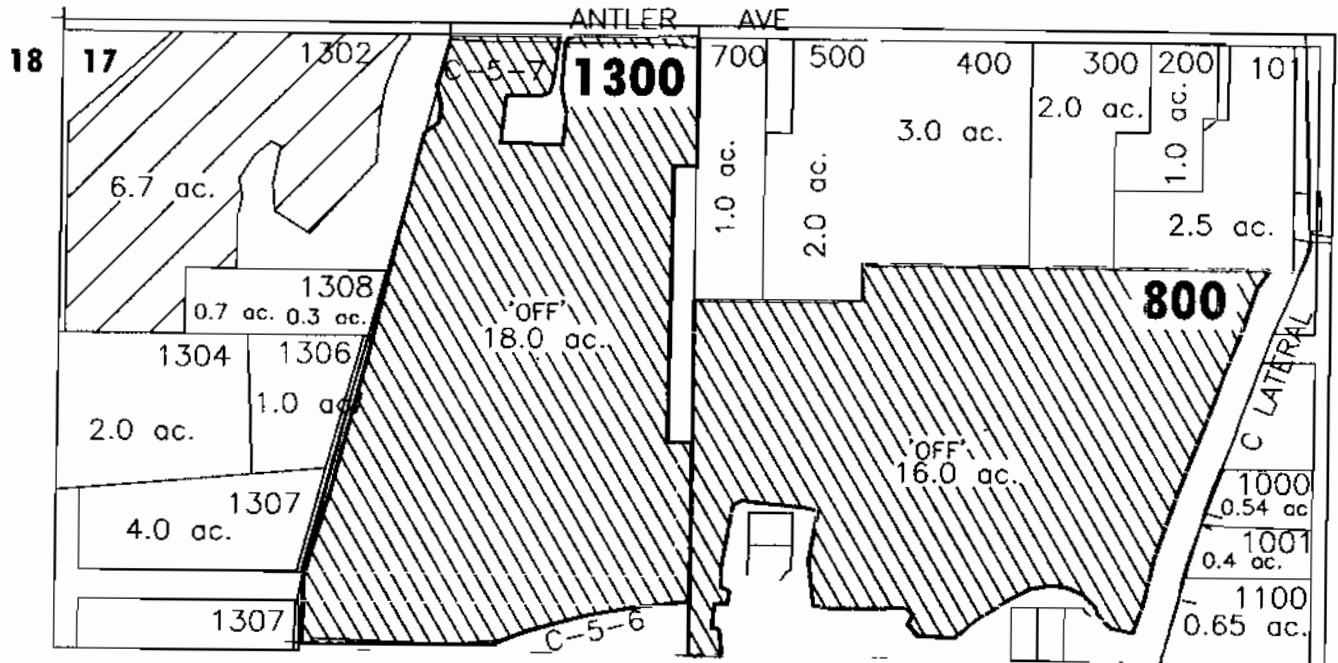 ANTLER AVE
18 17
1302
C-5-7
1300
700
500
400
300
200
101
2.0 ac.
3.0 ac.
1.0 ac.
6.7 ac.
1.0 ac.
2.0 ac.
2.5 ac.
1308
0.7 ac. 0.3 ac.
'OFF'
18.0 ac.
800
1304
1306
1.0 ac.
2.0 ac.
C LATERAL
'OFF'
16.0 ac.
1307
4.0 ac.
1000
0.54 ac
1001
0.4 ac.
1307
C-5-6
1100
0.65 ac.